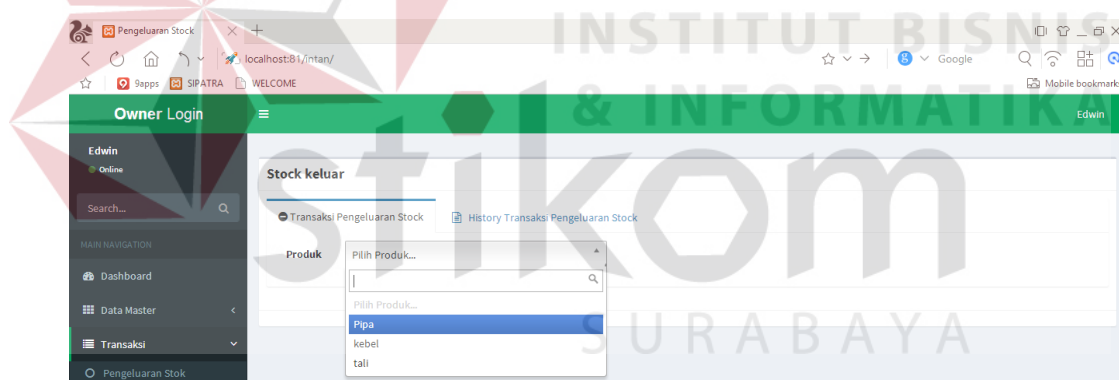 INSTITUT BISNIS
Pengeluaran Stock
localhost:81/intan/
Google
9apps SIPATRA WELCOME
Mobile bookmark
& INFORMATIKA
Owner Login
Edwin
Edwin
Online
stikom
Stock keluar
Search...
Transaksi Pengeluaran Stock
History Transaksi Pengeluaran Stock
MAIN NAVIGATION
Produk
Pilih Produk...
Dashboard
Pilih Produk...
Data Master
Pipa
SURABAYA
Transaksi
kebel
tali
Pengeluaran Stok